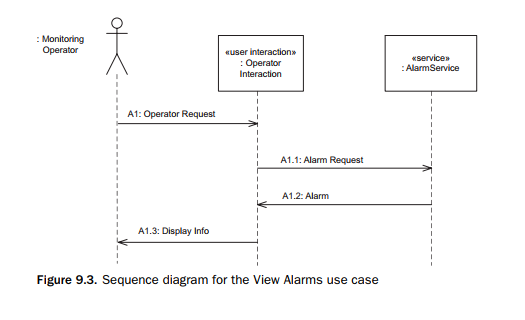 : Monitoring
Operator
«user interaction»
: Operator
Interaction
«service»
: AlarmService
A1: Operator Request
A1.1: Alarm Request
A1.2: Alarm
A1.3: Display Info
Figure 9.3. Sequence diagram for the View Alarms use case